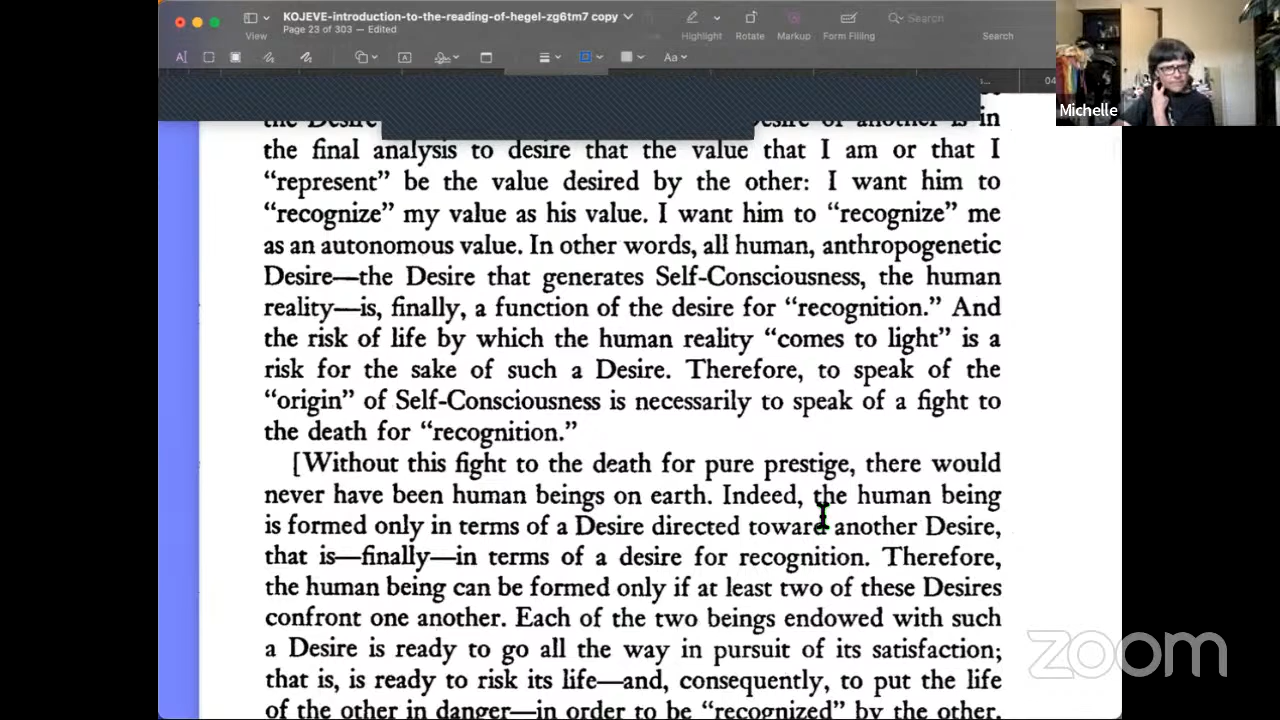 KOJEVE-introduction-to-the-reading-of-hegel-zg6tm7 copy
Page 23 of 303 — Edited
View
Highlight
Rotate
Markup
Form Filling
Search
Search
Aa
04
Michelle
the Desire
Desire of another is in
the final analysis to desire that the value that I am or that I
“represent” be the value desired by the other: I want him to
“recognize” my value as his value. I want him to “recognize” me
as an autonomous value. In other words, all human, anthropogenetic
Desire—the Desire that generates Self-Consciousness, the human
reality—is, finally, a function of the desire for “recognition.” And
the risk of life by which the human reality “comes to light” is a
risk for the sake of such a Desire. Therefore, to speak of the
“origin” of Self-Consciousness is necessarily to speak of a fight to
the death for “recognition.”
[Without this fight to the death for pure prestige, there would
never have been human beings on earth. Indeed, the human being
is formed only in terms of a Desire directed toward another Desire,
that is—finally—in terms of a desire for recognition. Therefore,
the human being can be formed only if at least two of these Desires
confront one another. Each of the two beings endowed with such
a Desire is ready to go all the way in pursuit of its satisfaction;
that is, is ready to risk its life—and, consequently, to put the life
of the other in danger—in order to be “recognized” by the other,
zoom